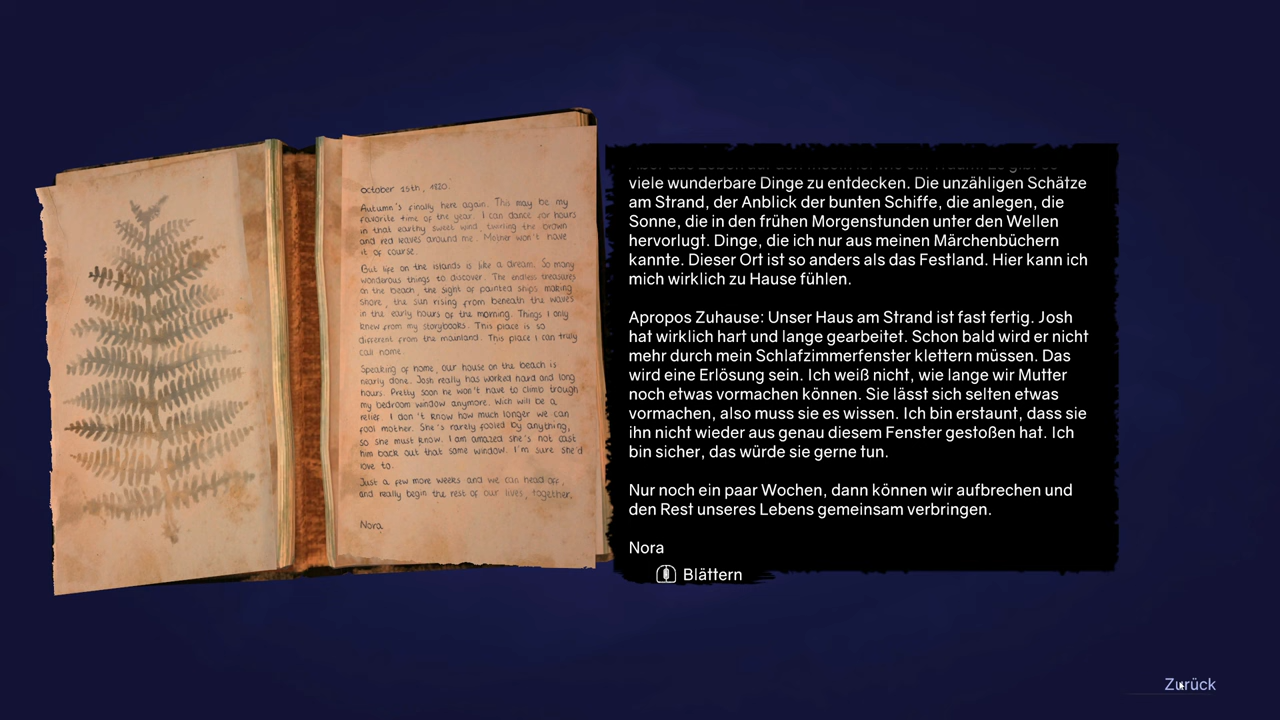 October 15th, 1820.
Autumn's finally here again. This may be my
favorite time of the year. I can dance for hours
in that earthy sweet wind, twirling the brown
and red leaves around me. Mother won't have
it of course.
But life on the islands is like a dream. So many
wonderous things to discover. The endless treasures
on the beach, the sight of painted ships making
shore, the sun rising from beneath the waves
in the early hours of the morning. Things I only
knew from my storybooks. This place is so
different from the mainland. This place I can truly
call home.
Speaking of home, our house on the beach is
nearly done. Josh really has worked hard and long
hours. Pretty soon he won't have to climb trough
my bedroom window anymore. Wich will be a
relief. I don't know how much longer we can
fool mother. She's rarely fooled by anything,
so she must know. I am amazed she's not cast
him back out that same window. I'm sure she'd
love to.
Just a few more weeks and we can head off,
and really begin the rest of our lives, together.
Nora
viele wunderbare Dinge zu entdecken. Die unzähligen Schätze
am Strand, der Anblick der bunten Schiffe, die anlegen, die
Sonne, die in den frühen Morgenstunden unter den Wellen
hervorlugt. Dinge, die ich nur aus meinen Märchenbüchern
kannte. Dieser Ort ist so anders als das Festland. Hier kann ich
mich wirklich zu Hause fühlen.
Apropos Zuhause: Unser Haus am Strand ist fast fertig. Josh
hat wirklich hart und lange gearbeitet. Schon bald wird er nicht
mehr durch mein Schlafzimmerfenster klettern müssen. Das
wird eine Erlösung sein. Ich weiß nicht, wie lange wir Mutter
noch etwas vormachen können. Sie lässt sich selten etwas
vormachen, also muss sie es wissen. Ich bin erstaunt, dass sie
ihn nicht wieder aus genau diesem Fenster gestoßen hat. Ich
bin sicher, das würde sie gerne tun.
Nur noch ein paar Wochen, dann können wir aufbrechen und
den Rest unseres Lebens gemeinsam verbringen.
Nora
Blättern
Zurück